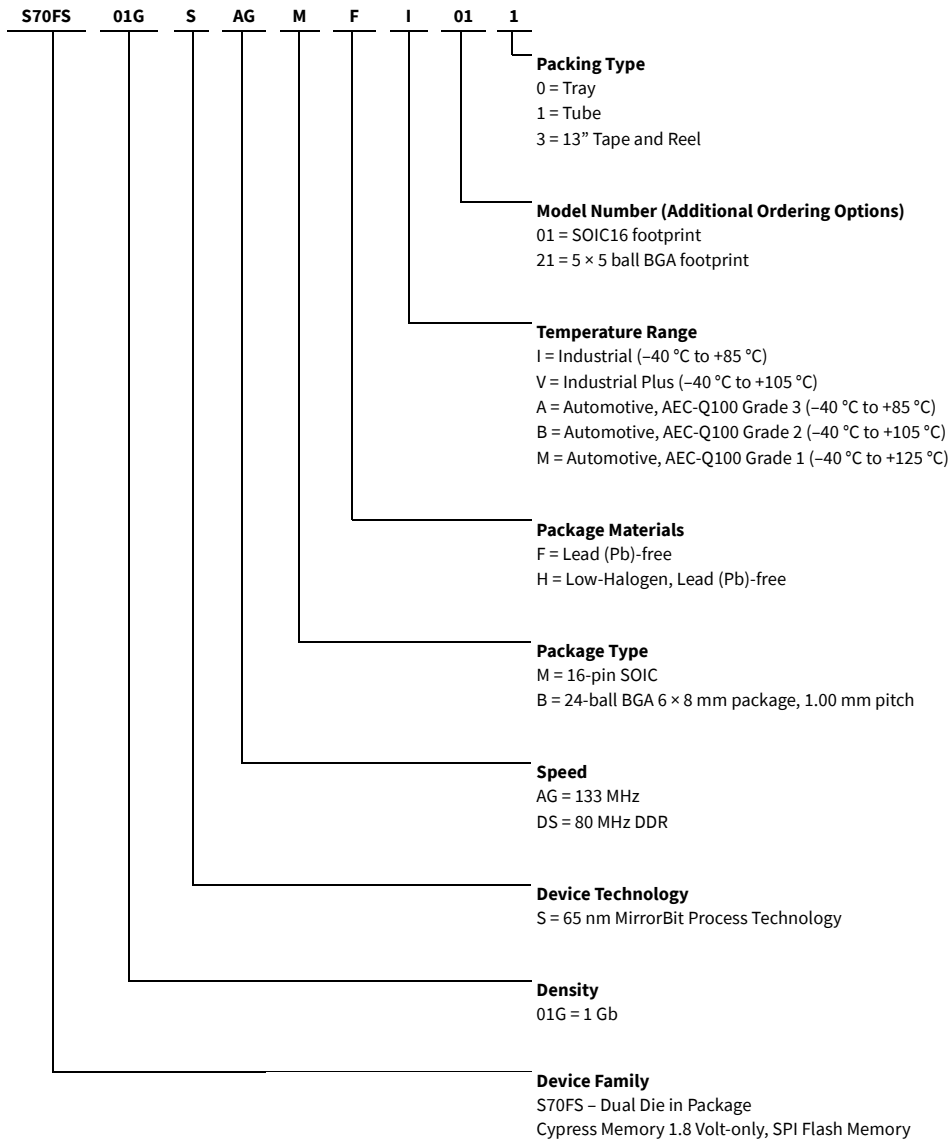 S70FS 01G S AG M F I 01 1
Packing Type
0 = Tray
1 = Tube
3 = 13” Tape and Reel
Model Number (Additional Ordering Options)
01 = SOIC16 footprint
21 = 5 × 5 ball BGA footprint
Temperature Range
I = Industrial (–40 °C to +85 °C)
V = Industrial Plus (–40 °C to +105 °C)
A = Automotive, AEC-Q100 Grade 3 (–40 °C to +85 °C)
B = Automotive, AEC-Q100 Grade 2 (–40 °C to +105 °C)
M = Automotive, AEC-Q100 Grade 1 (–40 °C to +125 °C)
Package Materials
F = Lead (Pb)-free
H = Low-Halogen, Lead (Pb)-free
Package Type
M = 16-pin SOIC
B = 24-ball BGA 6 × 8 mm package, 1.00 mm pitch
Speed
AG = 133 MHz
DS = 80 MHz DDR
Device Technology
S = 65 nm MirrorBit Process Technology
Density
01G = 1 Gb
Device Family
S70FS – Dual Die in Package
Cypress Memory 1.8 Volt-only, SPI Flash Memory